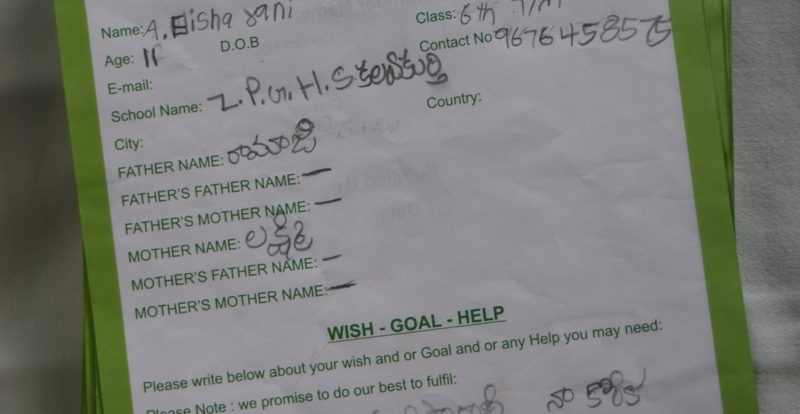 Name: A. Eisha rani Class: 6th T/m
Age: 11 D.O.B Contact No 9676458575
E-mail:
School Name: Z.P.G.H.S కల్వకుర్తి
City: Country:
FATHER NAME: రామాజీ
FATHER'S FATHER NAME: —
FATHER'S MOTHER NAME: —
MOTHER NAME: లక్ష్మి
MOTHER'S FATHER NAME: —
MOTHER'S MOTHER NAME: —
WISH - GOAL - HELP
Please write below about your wish and or Goal and or any Help you may need:
Please Note : we promise to do our best to fulfil:
నా కోరిక